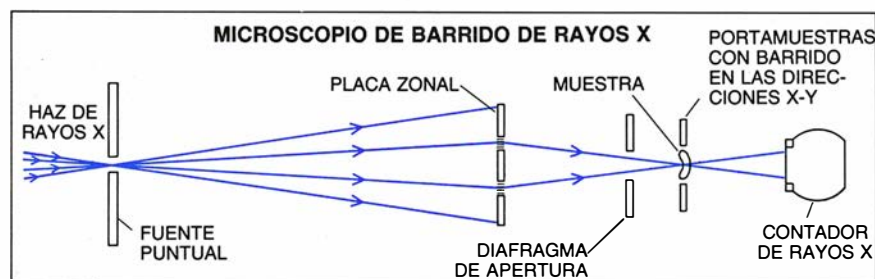 MICROSCOPIO DE BARRIDO DE RAYOS X
HAZ DE
RAYOS X
FUENTE
PUNTUAL
PLACA ZONAL
MUESTRA
PORTAMUESTRAS
CON BARRIDO
EN LAS DIREC-
CIONES X-Y
DIAFRAGMA
DE APERTURA
CONTADOR
DE RAYOS X